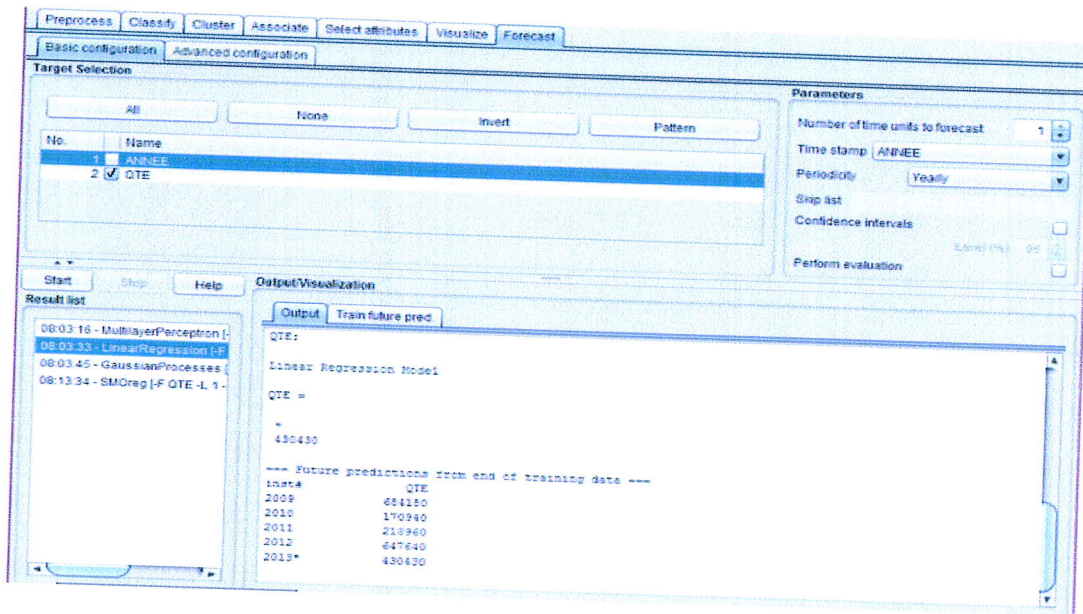 Preprocess Classify Cluster Associate Select attributes Visualize Forecast
Basic configuration Advanced configuration
Target Selection
All None Invert Pattern
No. Name
1 ANNEE
2 QTE
Parameters
Number of time units to forecast 1
Time stamp ANNEE
Periodicity Yearly
Skip list
Confidence intervals
Level (%) 95
Perform evaluation
Start Stop Help
Result list
08:03:16 - MultilayerPerceptron [-
08:03:33 - LinearRegression [-F
08:03:45 - GaussianProcesses [
08:13:34 - SMOreg [-F QTE -L 1 -
Output/Visualization
Output Train future pred.
QTE:
Linear Regression Model
QTE =
+
430430
=== Future predictions from end of training data ===
inst# QTE
2009 684180
2010 170940
2011 218960
2012 647640
2013* 430430